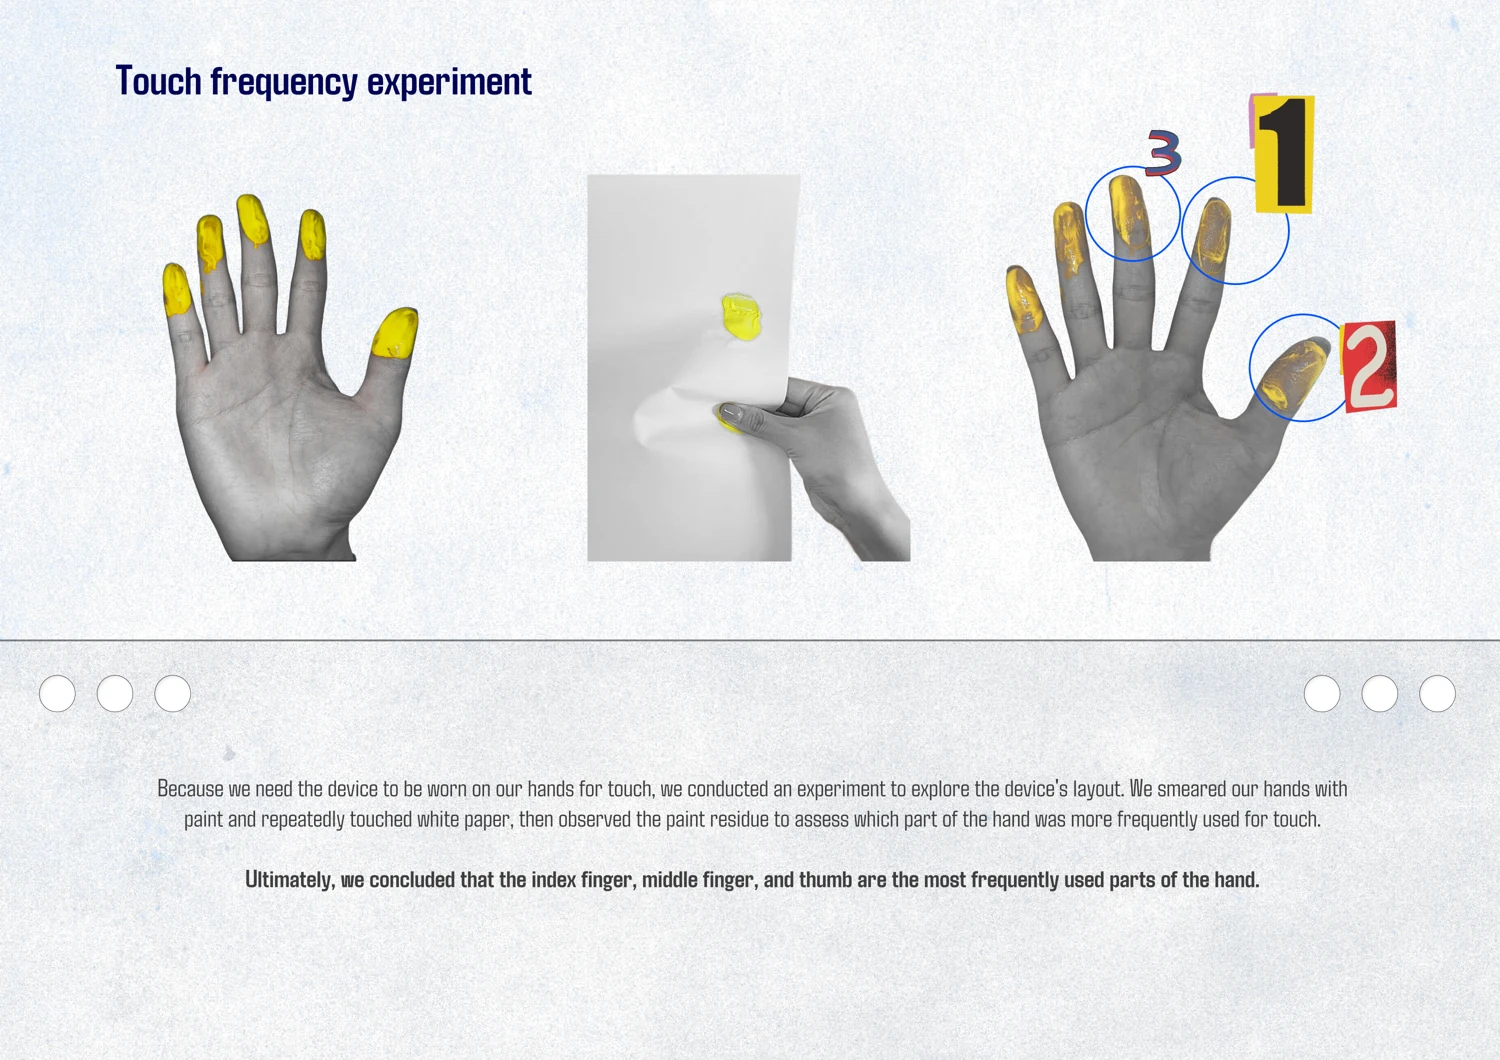 Touch frequency experiment
3
1
2
Because we need the device to be worn on our hands for touch, we conducted an experiment to explore the device's layout. We smeared our hands with
paint and repeatedly touched white paper, then observed the paint residue to assess which part of the hand was more frequently used for touch.
Ultimately, we concluded that the index finger, middle finger, and thumb are the most frequently used parts of the hand.